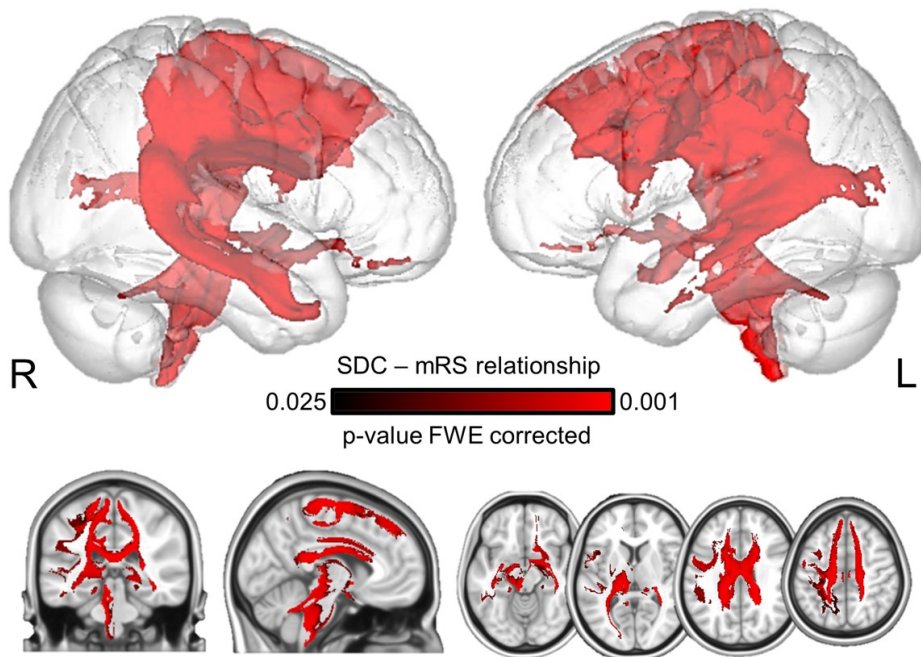 R
L
SDC – mRS relationship
0.025
0.001
p-value FWE corrected